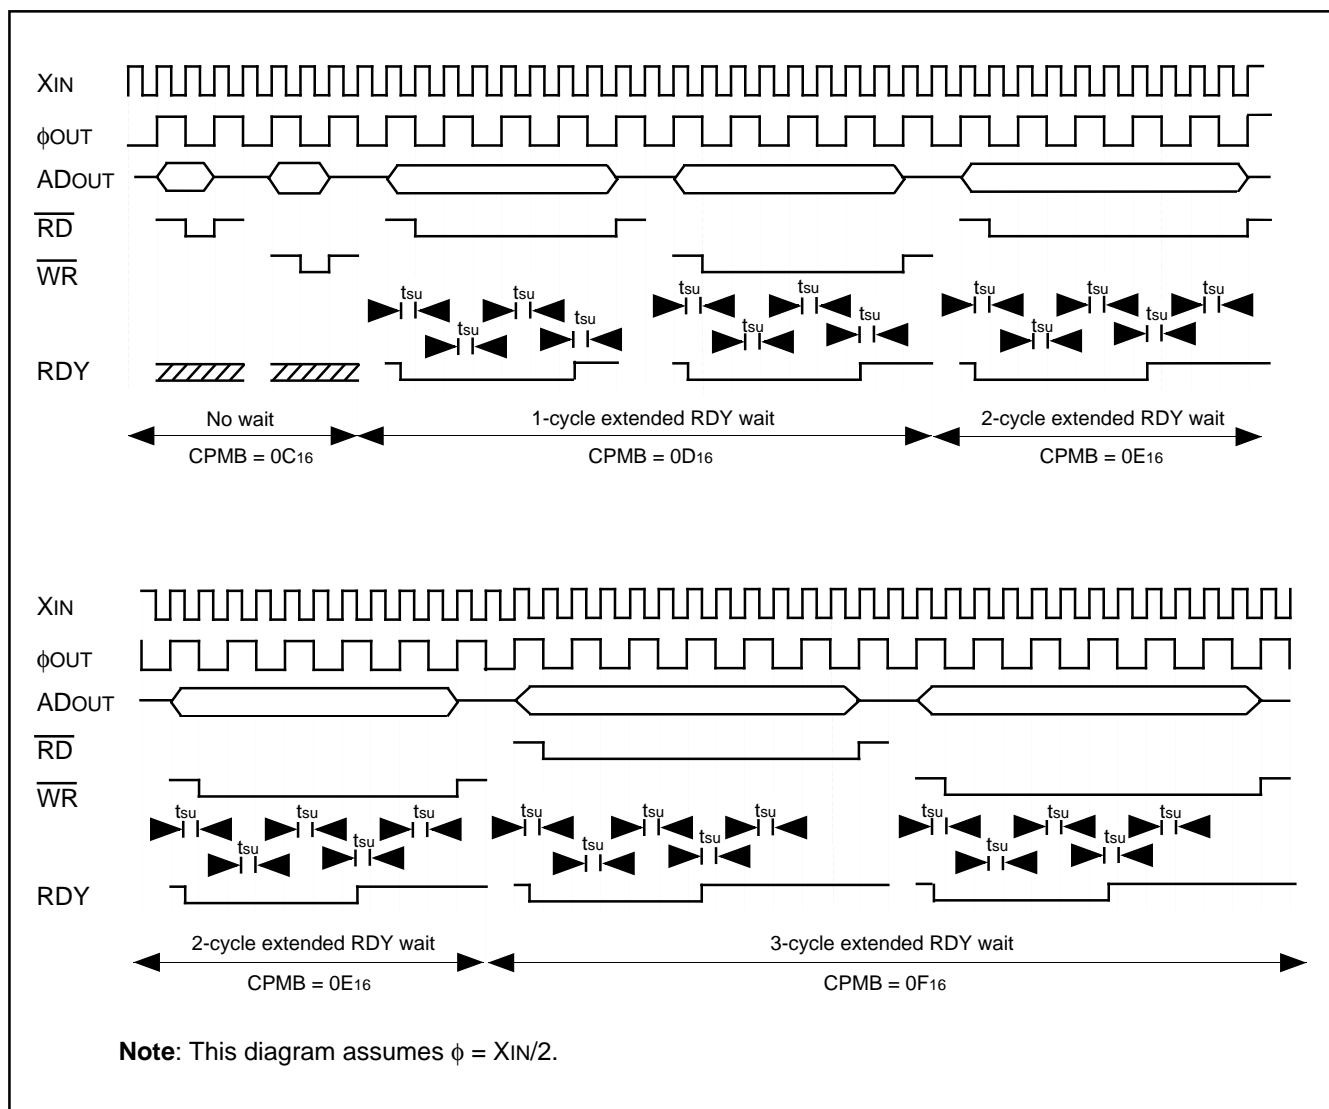 XIN
ϕOUT
ADOUT
RD
WR
tsu tsu tsu tsu tsu tsu tsu
tsu tsu tsu tsu tsu tsu
RDY
No wait 1-cycle extended RDY wait 2-cycle extended RDY wait
CPMB = 0C16 CPMB = 0D16 CPMB = 0E16
XIN
ϕOUT
ADOUT
RD
WR
tsu tsu tsu tsu tsu tsu tsu tsu tsu
tsu tsu tsu tsu tsu tsu
RDY
2-cycle extended RDY wait 3-cycle extended RDY wait
CPMB = 0E16 CPMB = 0F16
Note: This diagram assumes ϕ = XIN/2.